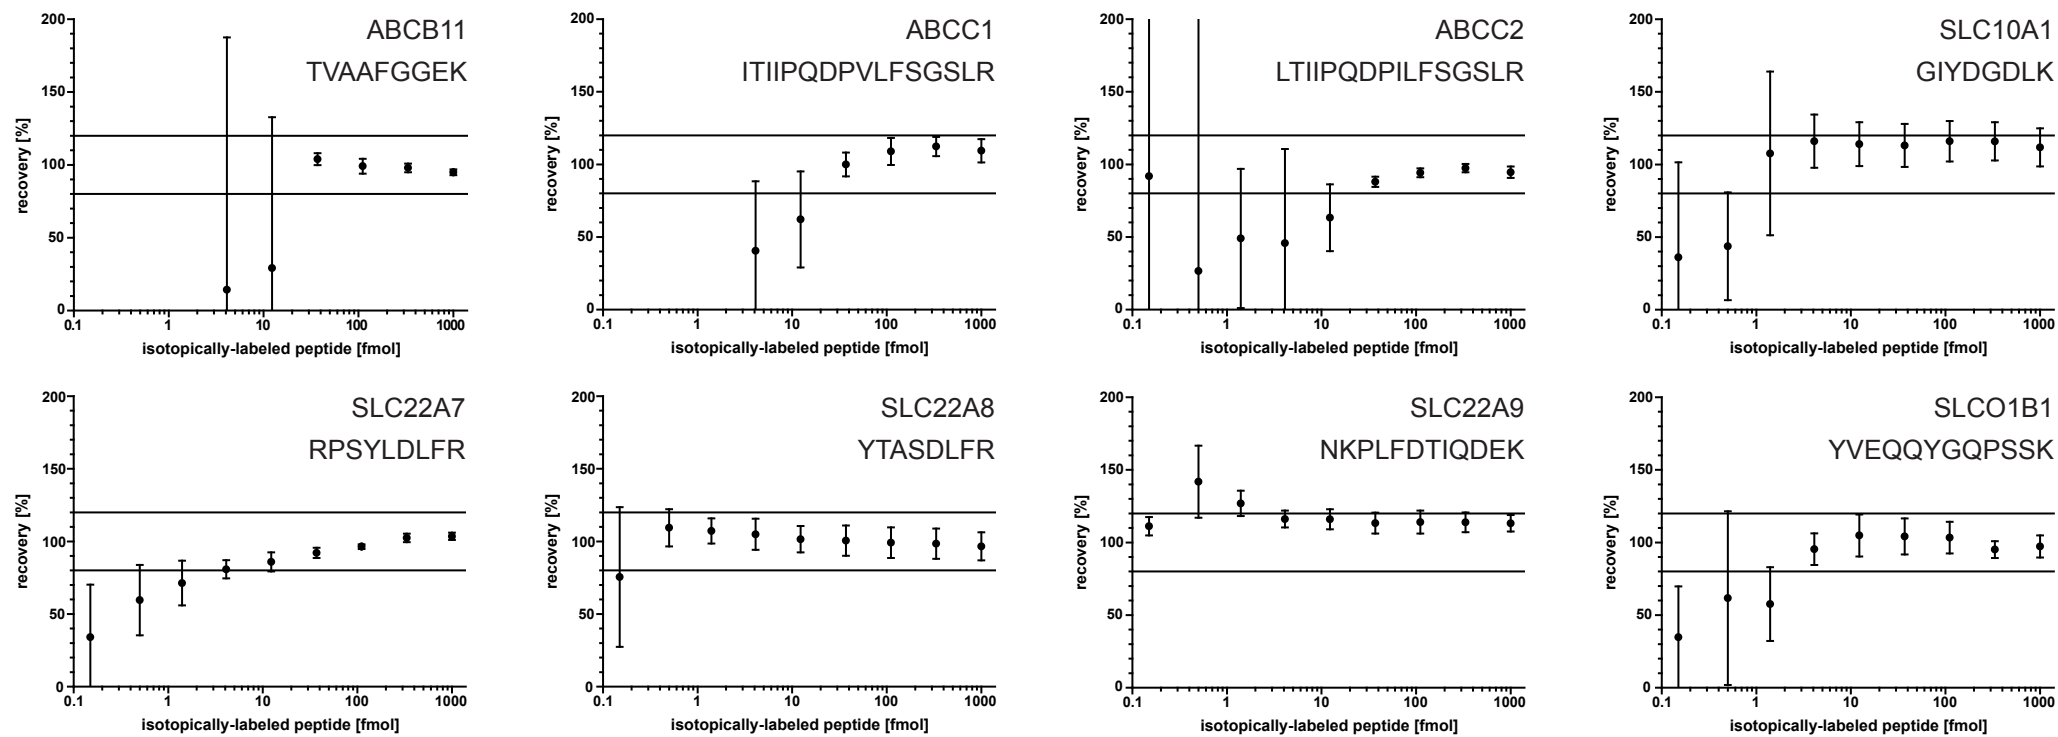 ABCB11
TVAAFGGEK
recovery [%]
200
150
100
50
0
0.1 1 10 100 1000
isotopically-labeled peptide [fmol]
ABCC1
ITIIPQDPVLFSGSLR
recovery [%]
200
150
100
50
0
0.1 1 10 100 1000
isotopically-labeled peptide [fmol]
ABCC2
LTIIPQDPILFSGSLR
recovery [%]
200
150
100
50
0
0.1 1 10 100 1000
isotopically-labeled peptide [fmol]
SLC10A1
GIYDGDLK
recovery [%]
200
150
100
50
0
0.1 1 10 100 1000
isotopically-labeled peptide [fmol]
SLC22A7
RPSYLDLFR
recovery [%]
200
150
100
50
0
0.1 1 10 100 1000
isotopically-labeled peptide [fmol]
SLC22A8
YTASDLFR
recovery [%]
200
150
100
50
0
0.1 1 10 100 1000
isotopically-labeled peptide [fmol]
SLC22A9
NKPLFDTIQDEK
recovery [%]
200
150
100
50
0
0.1 1 10 100 1000
isotopically-labeled peptide [fmol]
SLCO1B1
YVEQQYGQPSSK
recovery [%]
200
150
100
50
0
0.1 1 10 100 1000
isotopically-labeled peptide [fmol]